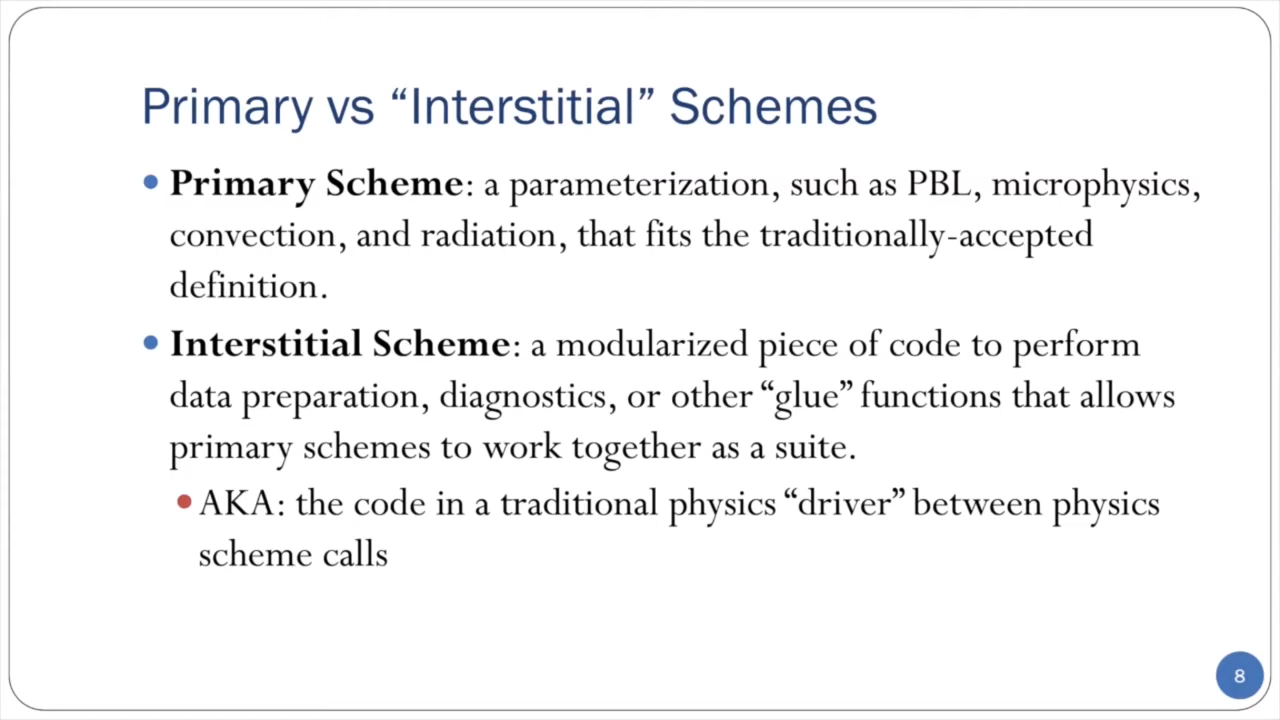 Primary vs “Interstitial” Schemes
• Primary Scheme: a parameterization, such as PBL, microphysics,
convection, and radiation, that fits the traditionally-accepted
definition.
• Interstitial Scheme: a modularized piece of code to perform
data preparation, diagnostics, or other “glue” functions that allows
primary schemes to work together as a suite.
• AKA: the code in a traditional physics “driver” between physics
scheme calls
8